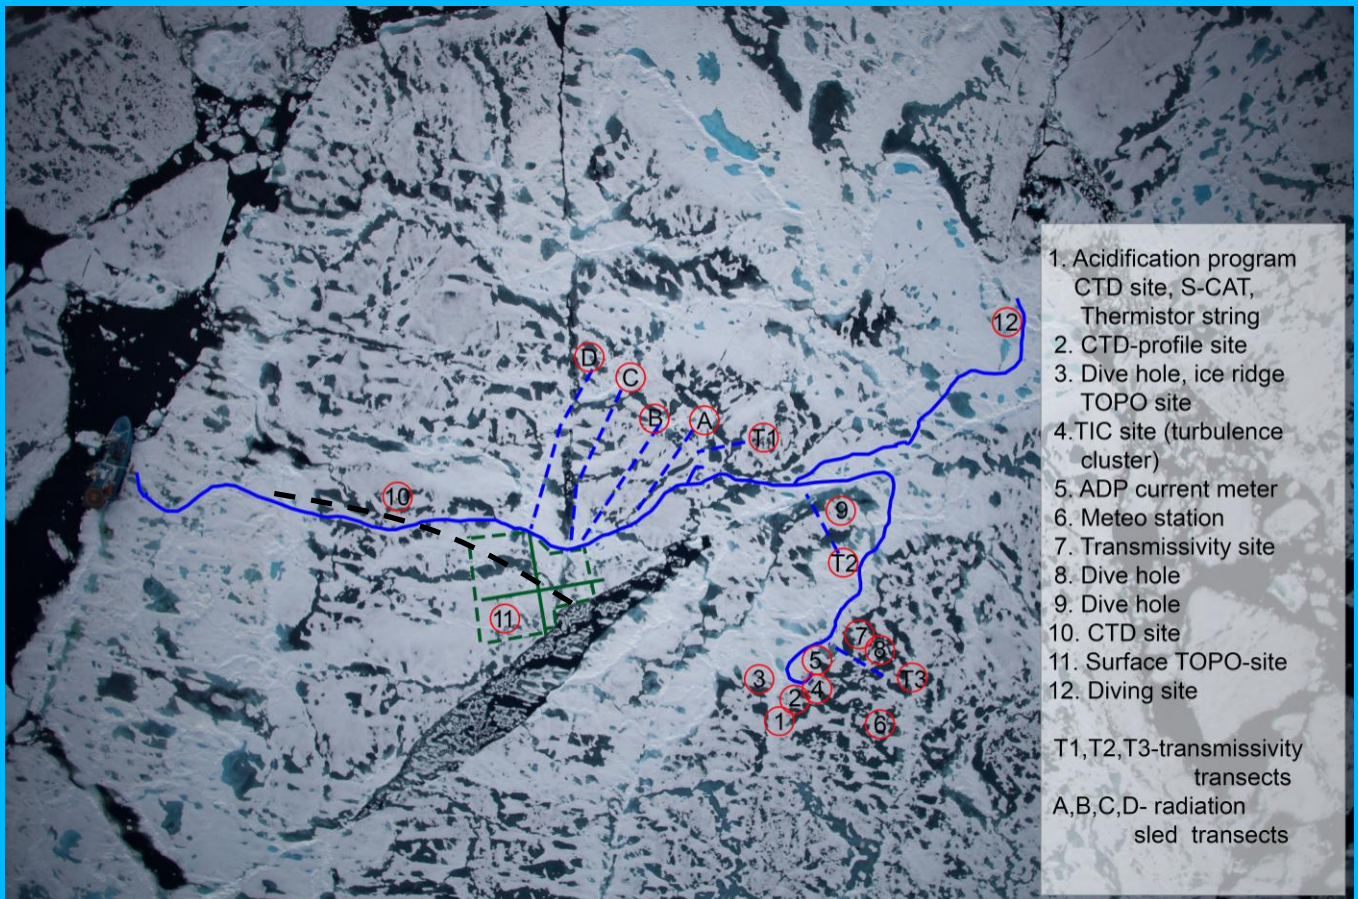 D
C
B
A
T1
12
10
9
T2
11
7
8
5
3
T3
4
2
1
6
1. Acidification program
CTD site, S-CAT,
Thermistor string
2. CTD-profile site
3. Dive hole, ice ridge
TOPO site
4.TIC site (turbulence
cluster)
5. ADP current meter
6. Meteo station
7. Transmissivity site
8. Dive hole
9. Dive hole
10. CTD site
11. Surface TOPO-site
12. Diving site
T1,T2,T3-transmissivity
transects
A,B,C,D- radiation
sled transects